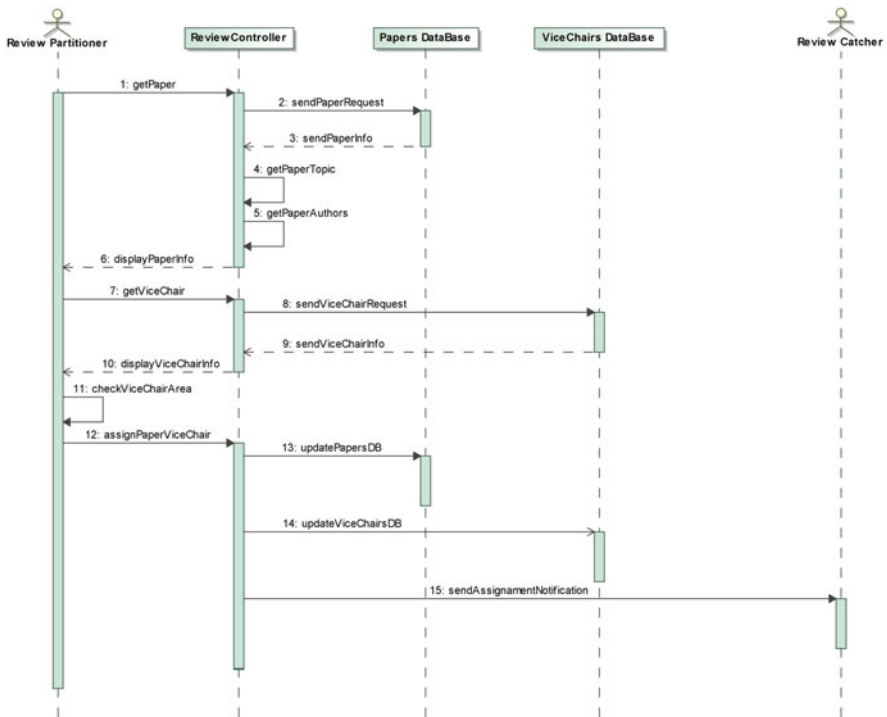 Review Partitioner
ReviewController
Papers DataBase
ViceChairs DataBase
Review Catcher
1: getPaper
2: sendPaperRequest
3: sendPaperInfo
4: getPaperTopic
5: getPaperAuthors
6: displayPaperInfo
7: getViceChair
8: sendViceChairRequest
9: sendViceChairInfo
10: displayViceChairInfo
11: checkViceChairArea
12: assignPaperViceChair
13: updatePapersDB
14: updateViceChairsDB
15: sendAssignamentNotification